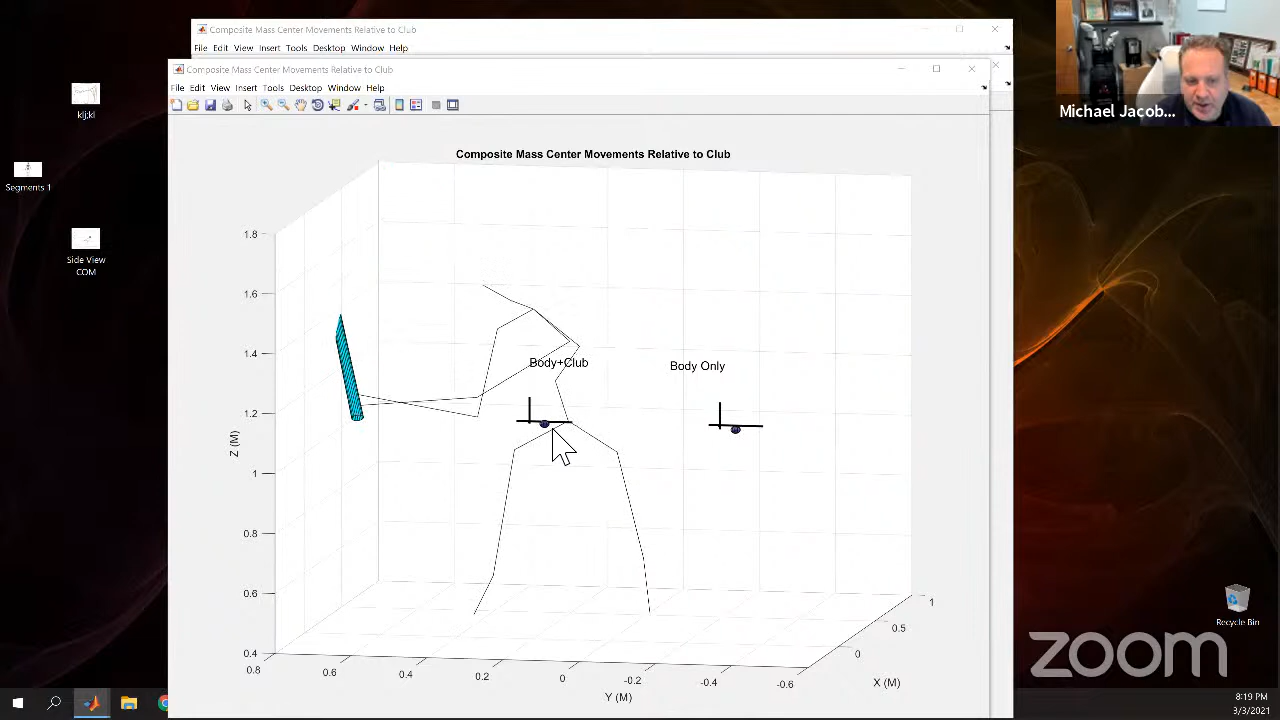 Composite Mass Center Movements Relative to Club
File Edit View Insert Tools Desktop Window Help
Composite Mass Center Movements Relative to Club
File Edit View Insert Tools Desktop Window Help
Michael Jacob...
klj;kl
Segments 1
Side View
COM
Composite Mass Center Movements Relative to Club
1.8
1.6
1.4
1.2
1
0.8
0.6
0.4
Z (M)
Body+Club
Body Only
0.8
0.6
0.4
0.2
0
-0.2
-0.4
-0.6
Y (M)
0
0.5
1
X (M)
Recycle Bin
zoom
8:19 PM
3/3/2021